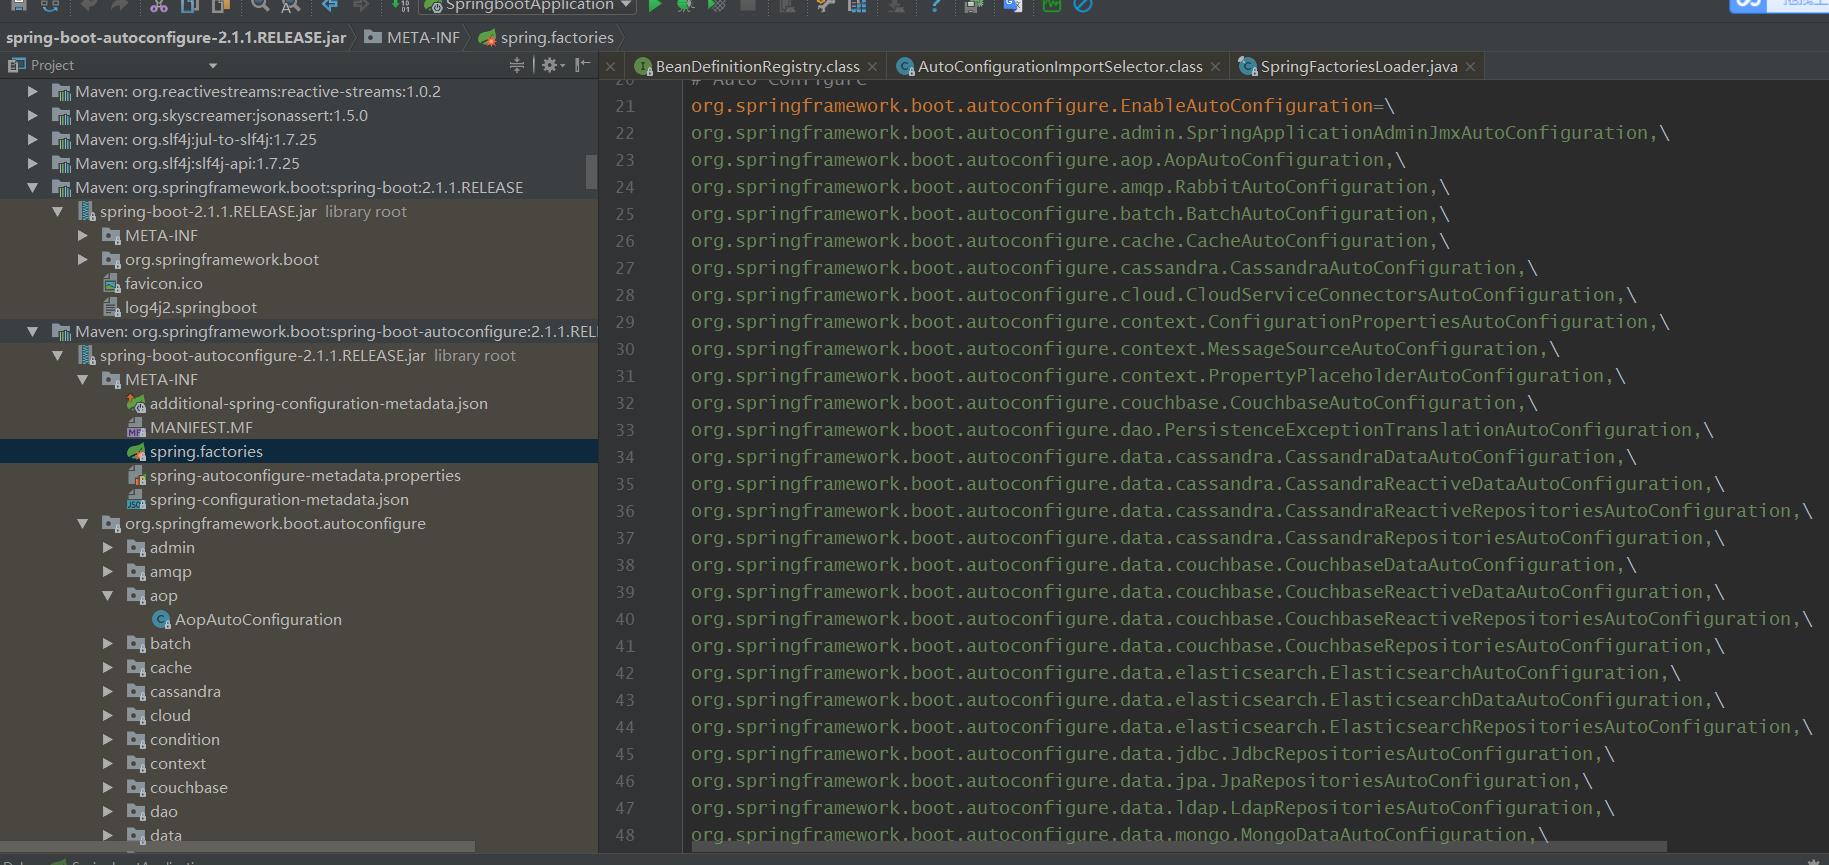 SpringbootApplication
spring-boot-autoconfigure-2.1.1.RELEASE.jar META-INF spring.factories
Project
BeanDefinitionRegistry.class AutoConfigurationImportSelector.class SpringFactoriesLoader.java
Maven: org.reactivestreams:reactive-streams:1.0.2
Maven: org.skyscreamer:jsonassert:1.5.0
Maven: org.slf4j:jul-to-slf4j:1.7.25
Maven: org.slf4j:slf4j-api:1.7.25
Maven: org.springframework.boot:spring-boot:2.1.1.RELEASE
spring-boot-2.1.1.RELEASE.jar library root
META-INF
org.springframework.boot
favicon.ico
log4j2.springboot
Maven: org.springframework.boot:spring-boot-autoconfigure:2.1.1.REL
spring-boot-autoconfigure-2.1.1.RELEASE.jar library root
META-INF
additional-spring-configuration-metadata.json
MANIFEST.MF
spring.factories
spring-autoconfigure-metadata.properties
spring-configuration-metadata.json
org.springframework.boot.autoconfigure
admin
amqp
aop
AopAutoConfiguration
batch
cache
cassandra
cloud
condition
context
couchbase
dao
data
20 # Auto Configure
21 org.springframework.boot.autoconfigure.EnableAutoConfiguration=\
22 org.springframework.boot.autoconfigure.admin.SpringApplicationAdminJmxAutoConfiguration,\
23 org.springframework.boot.autoconfigure.aop.AopAutoConfiguration,\
24 org.springframework.boot.autoconfigure.amqp.RabbitAutoConfiguration,\
25 org.springframework.boot.autoconfigure.batch.BatchAutoConfiguration,\
26 org.springframework.boot.autoconfigure.cache.CacheAutoConfiguration,\
27 org.springframework.boot.autoconfigure.cassandra.CassandraAutoConfiguration,\
28 org.springframework.boot.autoconfigure.cloud.CloudServiceConnectorsAutoConfiguration,\
29 org.springframework.boot.autoconfigure.context.ConfigurationPropertiesAutoConfiguration,\
30 org.springframework.boot.autoconfigure.context.MessageSourceAutoConfiguration,\
31 org.springframework.boot.autoconfigure.context.PropertyPlaceholderAutoConfiguration,\
32 org.springframework.boot.autoconfigure.couchbase.CouchbaseAutoConfiguration,\
33 org.springframework.boot.autoconfigure.dao.PersistenceExceptionTranslationAutoConfiguration,\
34 org.springframework.boot.autoconfigure.data.cassandra.CassandraDataAutoConfiguration,\
35 org.springframework.boot.autoconfigure.data.cassandra.CassandraReactiveDataAutoConfiguration,\
36 org.springframework.boot.autoconfigure.data.cassandra.CassandraReactiveRepositoriesAutoConfiguration,\
37 org.springframework.boot.autoconfigure.data.cassandra.CassandraRepositoriesAutoConfiguration,\
38 org.springframework.boot.autoconfigure.data.couchbase.CouchbaseDataAutoConfiguration,\
39 org.springframework.boot.autoconfigure.data.couchbase.CouchbaseReactiveDataAutoConfiguration,\
40 org.springframework.boot.autoconfigure.data.couchbase.CouchbaseReactiveRepositoriesAutoConfiguration,\
41 org.springframework.boot.autoconfigure.data.couchbase.CouchbaseRepositoriesAutoConfiguration,\
42 org.springframework.boot.autoconfigure.data.elasticsearch.ElasticsearchAutoConfiguration,\
43 org.springframework.boot.autoconfigure.data.elasticsearch.ElasticsearchDataAutoConfiguration,\
44 org.springframework.boot.autoconfigure.data.elasticsearch.ElasticsearchRepositoriesAutoConfiguration,\
45 org.springframework.boot.autoconfigure.data.jdbc.JdbcRepositoriesAutoConfiguration,\
46 org.springframework.boot.autoconfigure.data.jpa.JpaRepositoriesAutoConfiguration,\
47 org.springframework.boot.autoconfigure.data.ldap.LdapRepositoriesAutoConfiguration,\
48 org.springframework.boot.autoconfigure.data.mongo.MongoDataAutoConfiguration,\